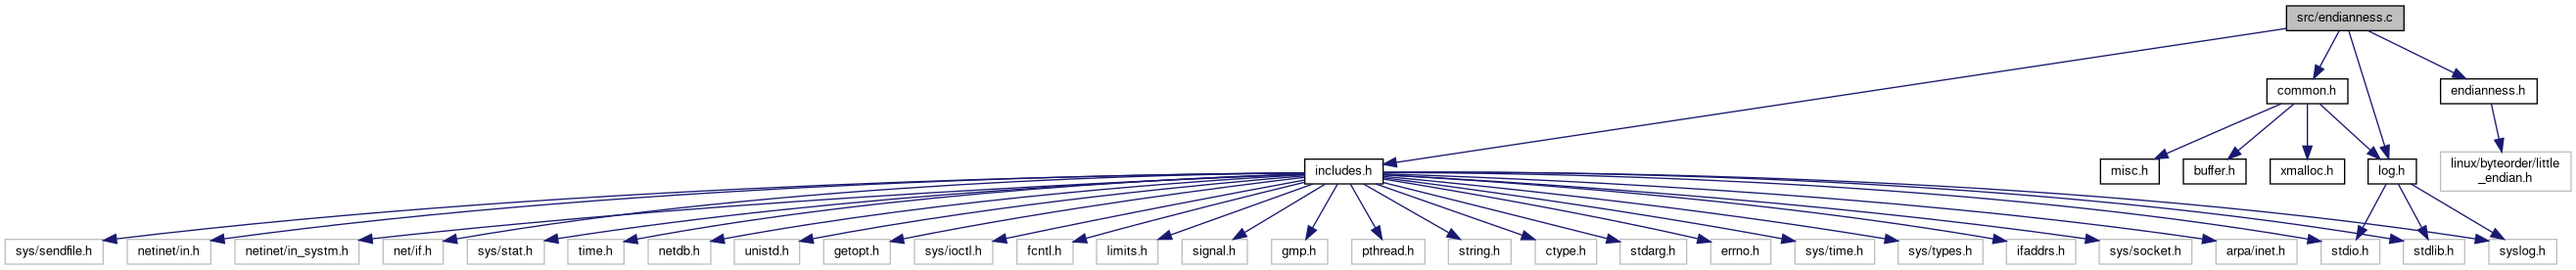 src/endianness.c
common.h
endianness.h
includes.h
misc.h
buffer.h
xmalloc.h
log.h
linux/byteorder/little
_endian.h
sys/sendfile.h
netinet/in.h
netinet/in_systm.h
net/if.h
sys/stat.h
time.h
netdb.h
unistd.h
getopt.h
sys/ioctl.h
fcntl.h
limits.h
signal.h
gmp.h
pthread.h
string.h
ctype.h
stdarg.h
errno.h
sys/time.h
sys/types.h
ifaddrs.h
sys/socket.h
arpa/inet.h
stdio.h
stdlib.h
syslog.h